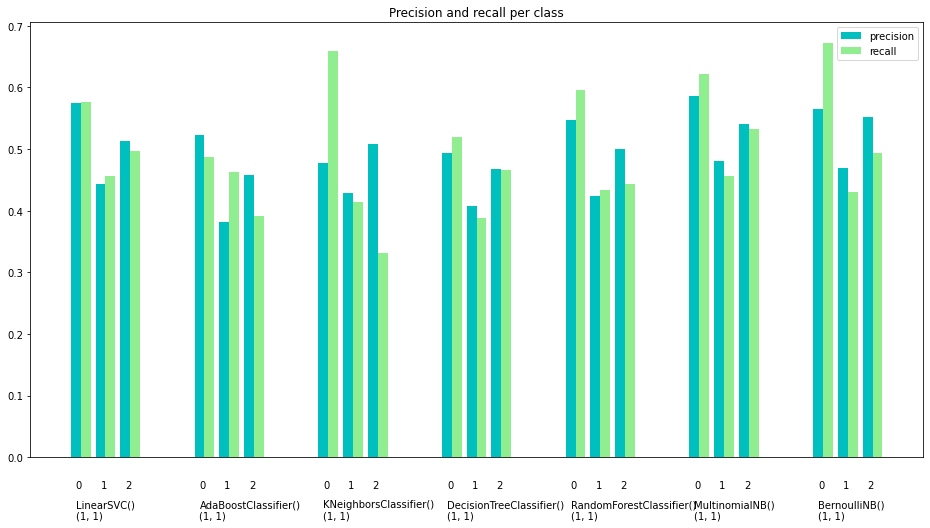 Precision and recall per class
0.7
0.6
0.5
0.4
0.3
0.2
0.1
0.0
precision
recall
0 1 2 0 1 2 0 1 2 0 1 2 0 1 2 0 1 2 0 1 2
LinearSVC() AdaBoostClassifier() KNeighborsClassifier() DecisionTreeClassifier() RandomForestClassifier() MultinomialNB() BernoulliNB()
(1, 1) (1, 1) (1, 1) (1, 1) (1, 1) (1, 1) (1, 1)